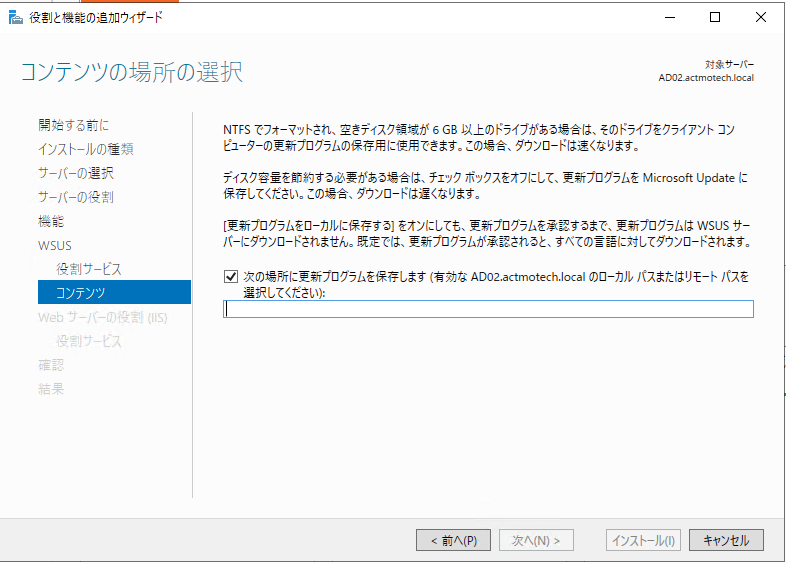 役割と機能の追加ウィザード
コンテンツの場所の選択
対象サーバー
AD02.actmotech.local
開始する前に
インストールの種類
サーバーの選択
サーバーの役割
機能
WSUS
役割サービス
コンテンツ
Web サーバーの役割 (IIS)
役割サービス
確認
結果
NTFS でフォーマットされ、空きディスク領域が 6 GB 以上のドライブがある場合は、そのドライブをクライアント コン
ピューターの更新プログラムの保存用に使用できます。この場合、ダウンロードは速くなります。
ディスク容量を節約する必要がある場合は、チェック ボックスをオフにして、更新プログラムを Microsoft Update に
保存してください。この場合、ダウンロードは遅くなります。
[更新プログラムをローカルに保存する] をオンにしても、更新プログラムを承認するまで、更新プログラムは WSUS サー
バーにダウンロードされません。既定では、更新プログラムが承認されると、すべての言語に対してダウンロードされます。
次の場所に更新プログラムを保存します (有効な AD02.actmotech.local のローカル パスまたはリモート パスを
選択してください):
< 前へ(P)
次へ(N) >
インストール(I)
キャンセル